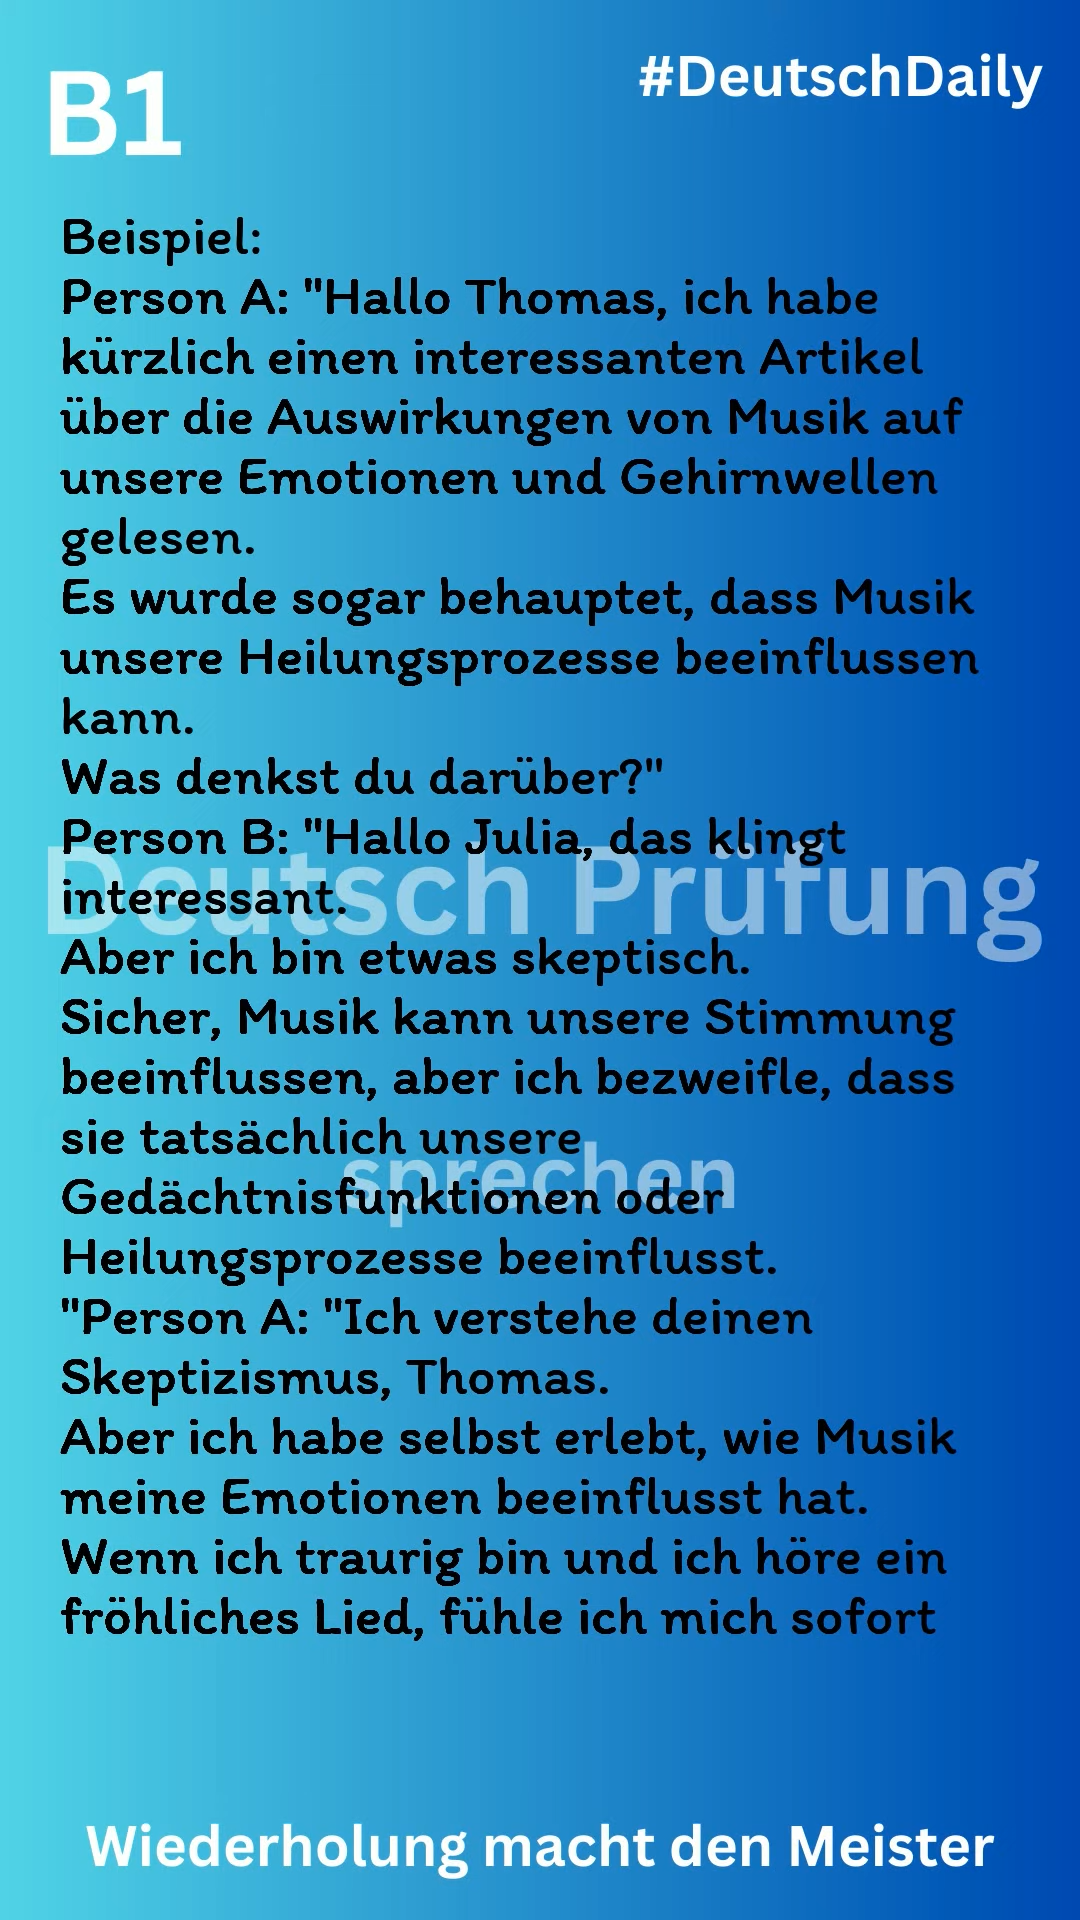 B1
#DeutschDaily
Beispiel:
Person A: "Hallo Thomas, ich habe
kürzlich einen interessanten Artikel
über die Auswirkungen von Musik auf
unsere Emotionen und Gehirnwellen
gelesen.
Es wurde sogar behauptet, dass Musik
unsere Heilungsprozesse beeinflussen
kann.
Was denkst du darüber?"
Person B: "Hallo Julia, das klingt
Deutsch Prüfung
interessant.
Aber ich bin etwas skeptisch.
Sicher, Musik kann unsere Stimmung
beeinflussen, aber ich bezweifle, dass
sie tatsächlich unsere
sprechen
Gedächtnisfunktionen oder
Heilungsprozesse beeinflusst.
"Person A: "Ich verstehe deinen
Skeptizismus, Thomas.
Aber ich habe selbst erlebt, wie Musik
meine Emotionen beeinflusst hat.
Wenn ich traurig bin und ich höre ein
fröhliches Lied, fühle ich mich sofort
Wiederholung macht den Meister